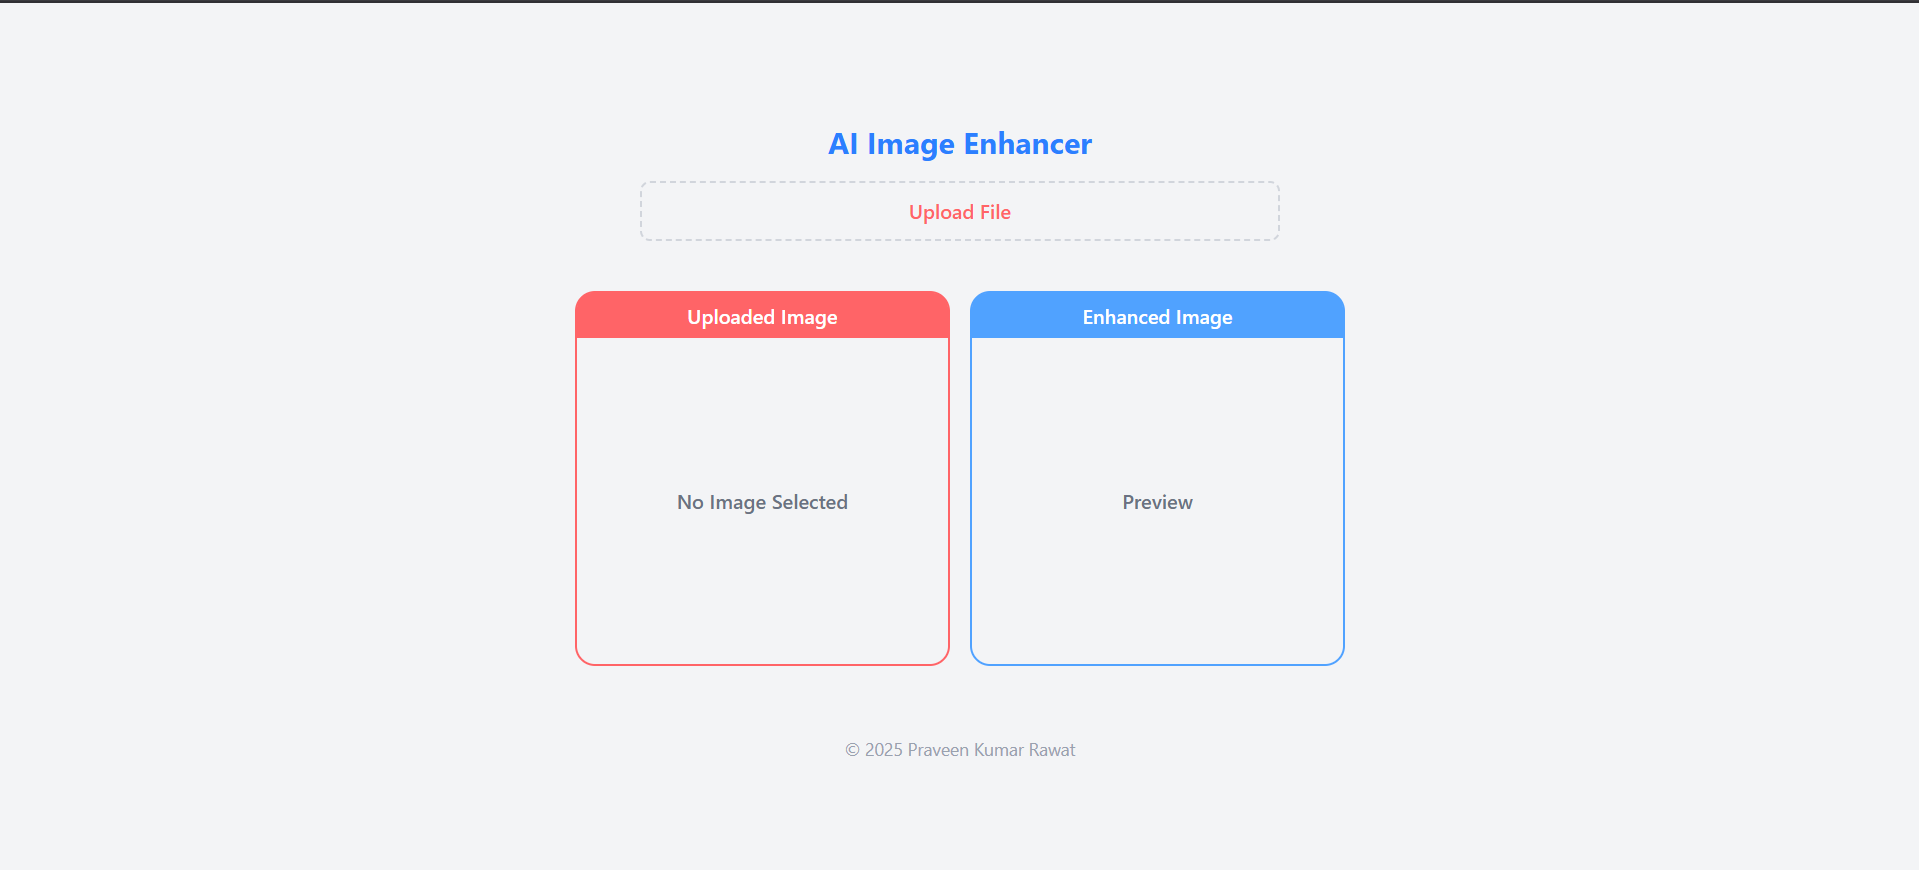 AI Image Enhancer
Upload File
Uploaded Image
No Image Selected
Enhanced Image
Preview
© 2025 Praveen Kumar Rawat